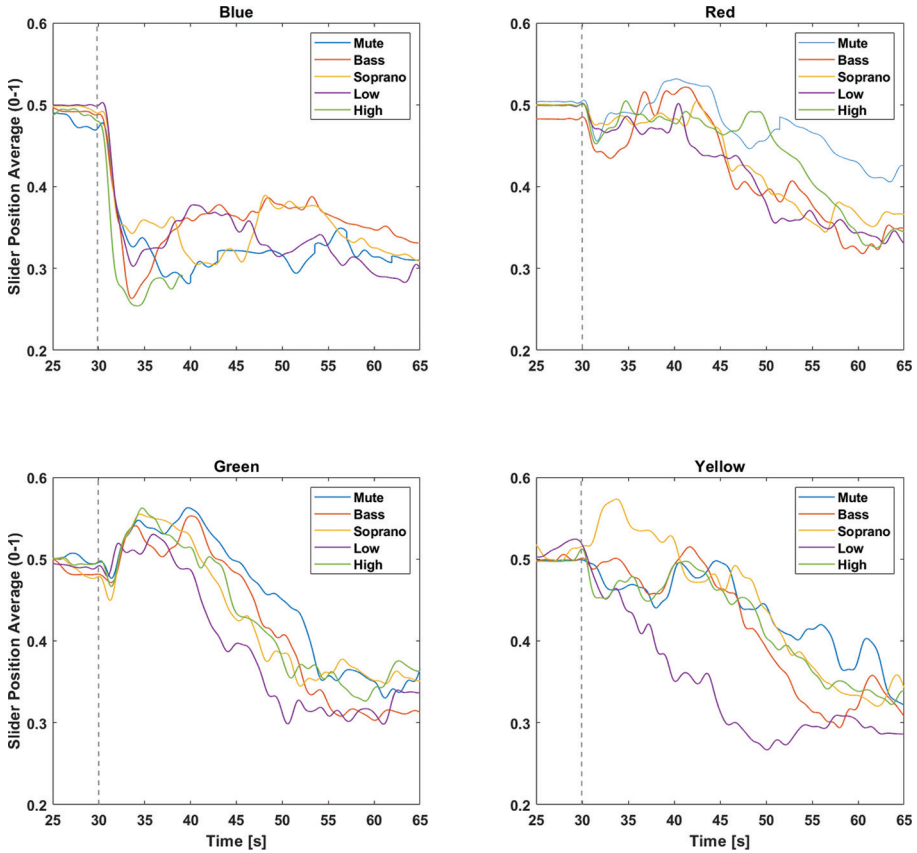 Blue
Slider Position Average (0-1)
0.6
0.5
0.4
0.3
0.2
Mute
Bass
Soprano
Low
High
25 30 35 40 45 50 55 60 65
Red
0.6
0.5
0.4
0.3
0.2
Mute
Bass
Soprano
Low
High
25 30 35 40 45 50 55 60 65
Green
Slider Position Average (0-1)
0.6
0.5
0.4
0.3
0.2
Mute
Bass
Soprano
Low
High
25 30 35 40 45 50 55 60 65
Time [s]
Yellow
0.6
0.5
0.4
0.3
0.2
Mute
Bass
Soprano
Low
High
25 30 35 40 45 50 55 60 65
Time [s]